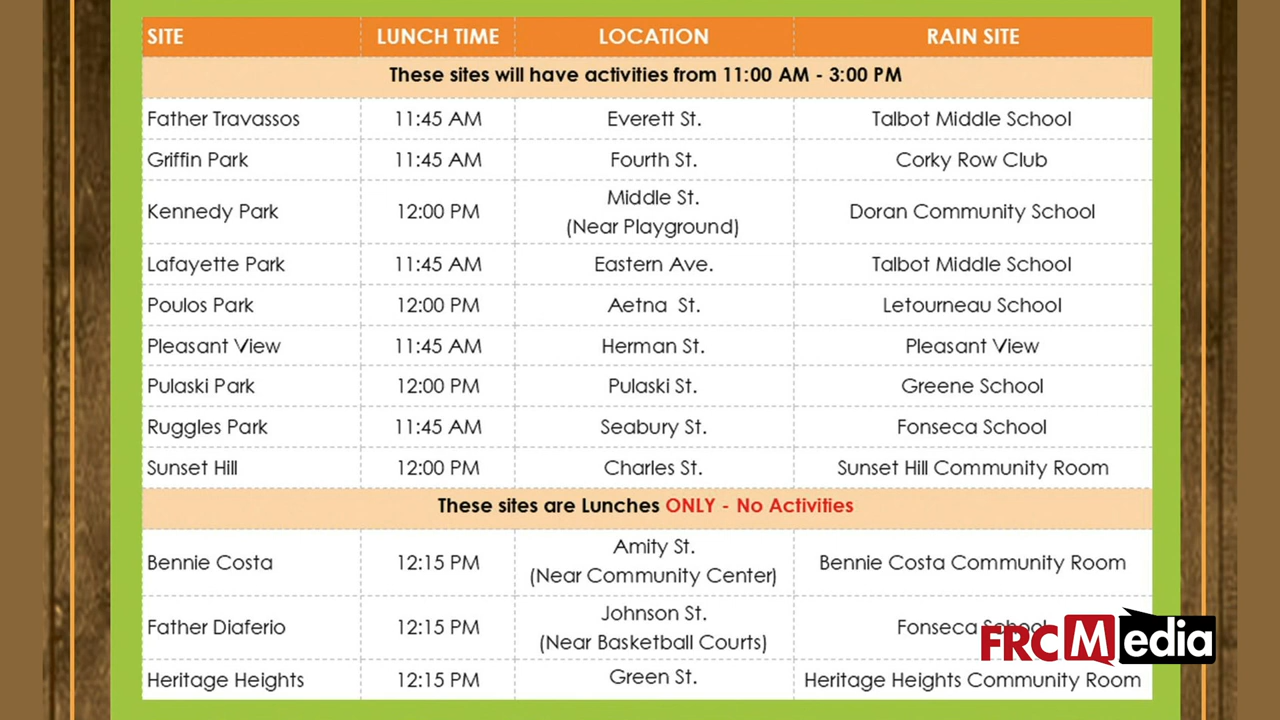 SITE LUNCH TIME LOCATION RAIN SITE
These sites will have activities from 11:00 AM - 3:00 PM
Father Travassos 11:45 AM Everett St. Talbot Middle School
Griffin Park 11:45 AM Fourth St. Corky Row Club
Kennedy Park 12:00 PM Middle St. (Near Playground) Doran Community School
Lafayette Park 11:45 AM Eastern Ave. Talbot Middle School
Poulos Park 12:00 PM Aetna St. Letourneau School
Pleasant View 11:45 AM Herman St. Pleasant View
Pulaski Park 12:00 PM Pulaski St. Greene School
Ruggles Park 11:45 AM Seabury St. Fonseca School
Sunset Hill 12:00 PM Charles St. Sunset Hill Community Room
These sites are Lunches ONLY - No Activities
Bennie Costa 12:15 PM Amity St. (Near Community Center) Bennie Costa Community Room
Father Diaferio 12:15 PM Johnson St. (Near Basketball Courts) Fonseca School
Heritage Heights 12:15 PM Green St. Heritage Heights Community Room
FRCMedia